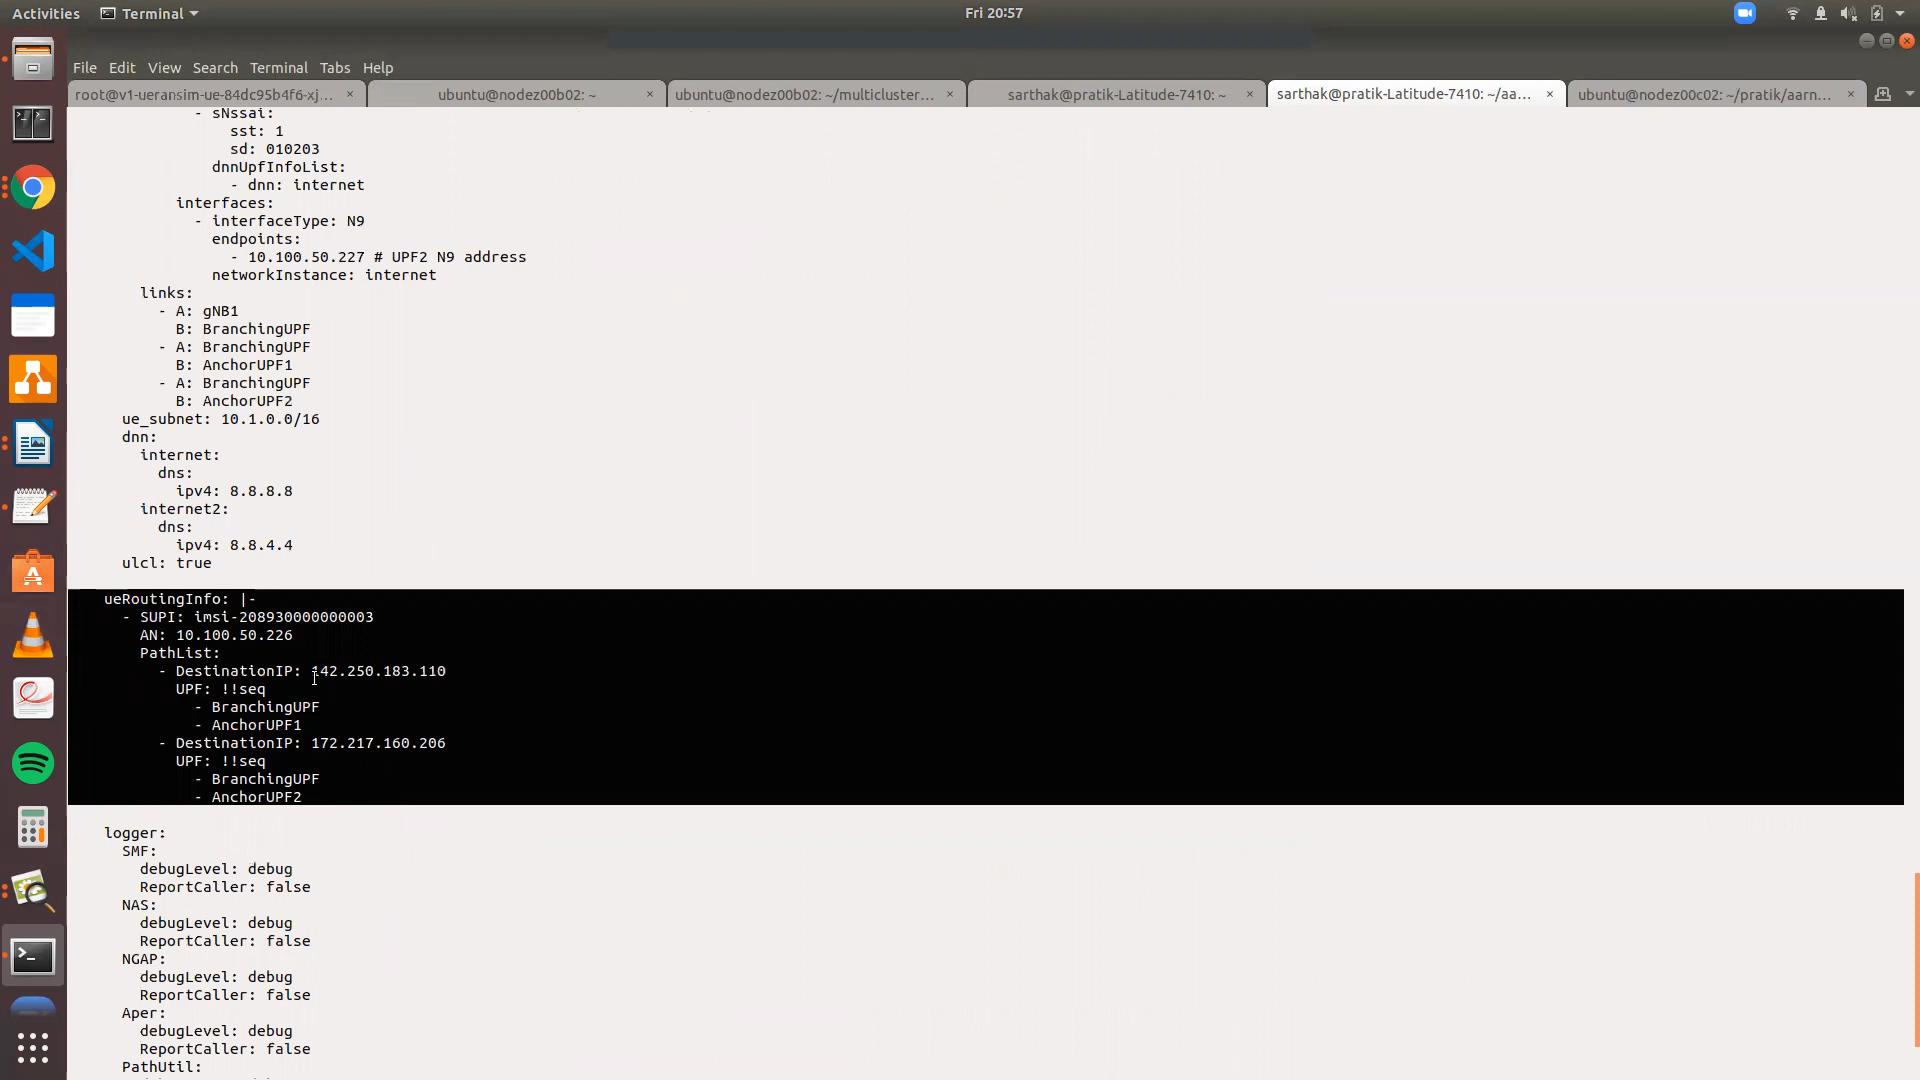 Activities
Terminal
Fri 20:57
File Edit View Search Terminal Tabs Help
root@v1-ueransim-ue-84dc95b4f6-xj... ×
ubuntu@nodez00b02: ~ ×
ubuntu@nodez00b02: ~/multicluster... ×
sarthak@pratik-Latitude-7410: ~ ×
sarthak@pratik-Latitude-7410: ~/aa... ×
ubuntu@nodez00c02: ~/pratik/aarn... ×
- sNssai:
sst: 1
sd: 010203
dnnUpfInfoList:
- dnn: internet
interfaces:
- interfaceType: N9
endpoints:
- 10.100.50.227 # UPF2 N9 address
networkInstance: internet
links:
- A: gNB1
B: BranchingUPF
- A: BranchingUPF
B: AnchorUPF1
- A: BranchingUPF
B: AnchorUPF2
ue_subnet: 10.1.0.0/16
dnn:
internet:
dns:
ipv4: 8.8.8.8
internet2:
dns:
ipv4: 8.8.4.4
ulcl: true
ueRoutingInfo: |-
- SUPI: imsi-208930000000003
AN: 10.100.50.226
PathList:
- DestinationIP: 142.250.183.110
UPF: !!seq
- BranchingUPF
- AnchorUPF1
- DestinationIP: 172.217.160.206
UPF: !!seq
- BranchingUPF
- AnchorUPF2
logger:
SMF:
debugLevel: debug
ReportCaller: false
NAS:
debugLevel: debug
ReportCaller: false
NGAP:
debugLevel: debug
ReportCaller: false
Aper:
debugLevel: debug
ReportCaller: false
PathUtil: